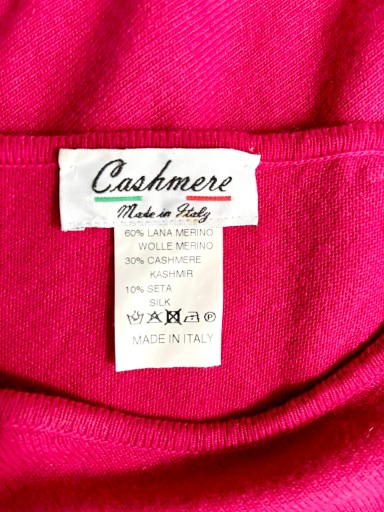 Cashmere
Made in Italy
60% LANA MERINO
WOLLE MERINO
30% CASHMERE
KASHMIR
10% SETA
SILK
MADE IN ITALY